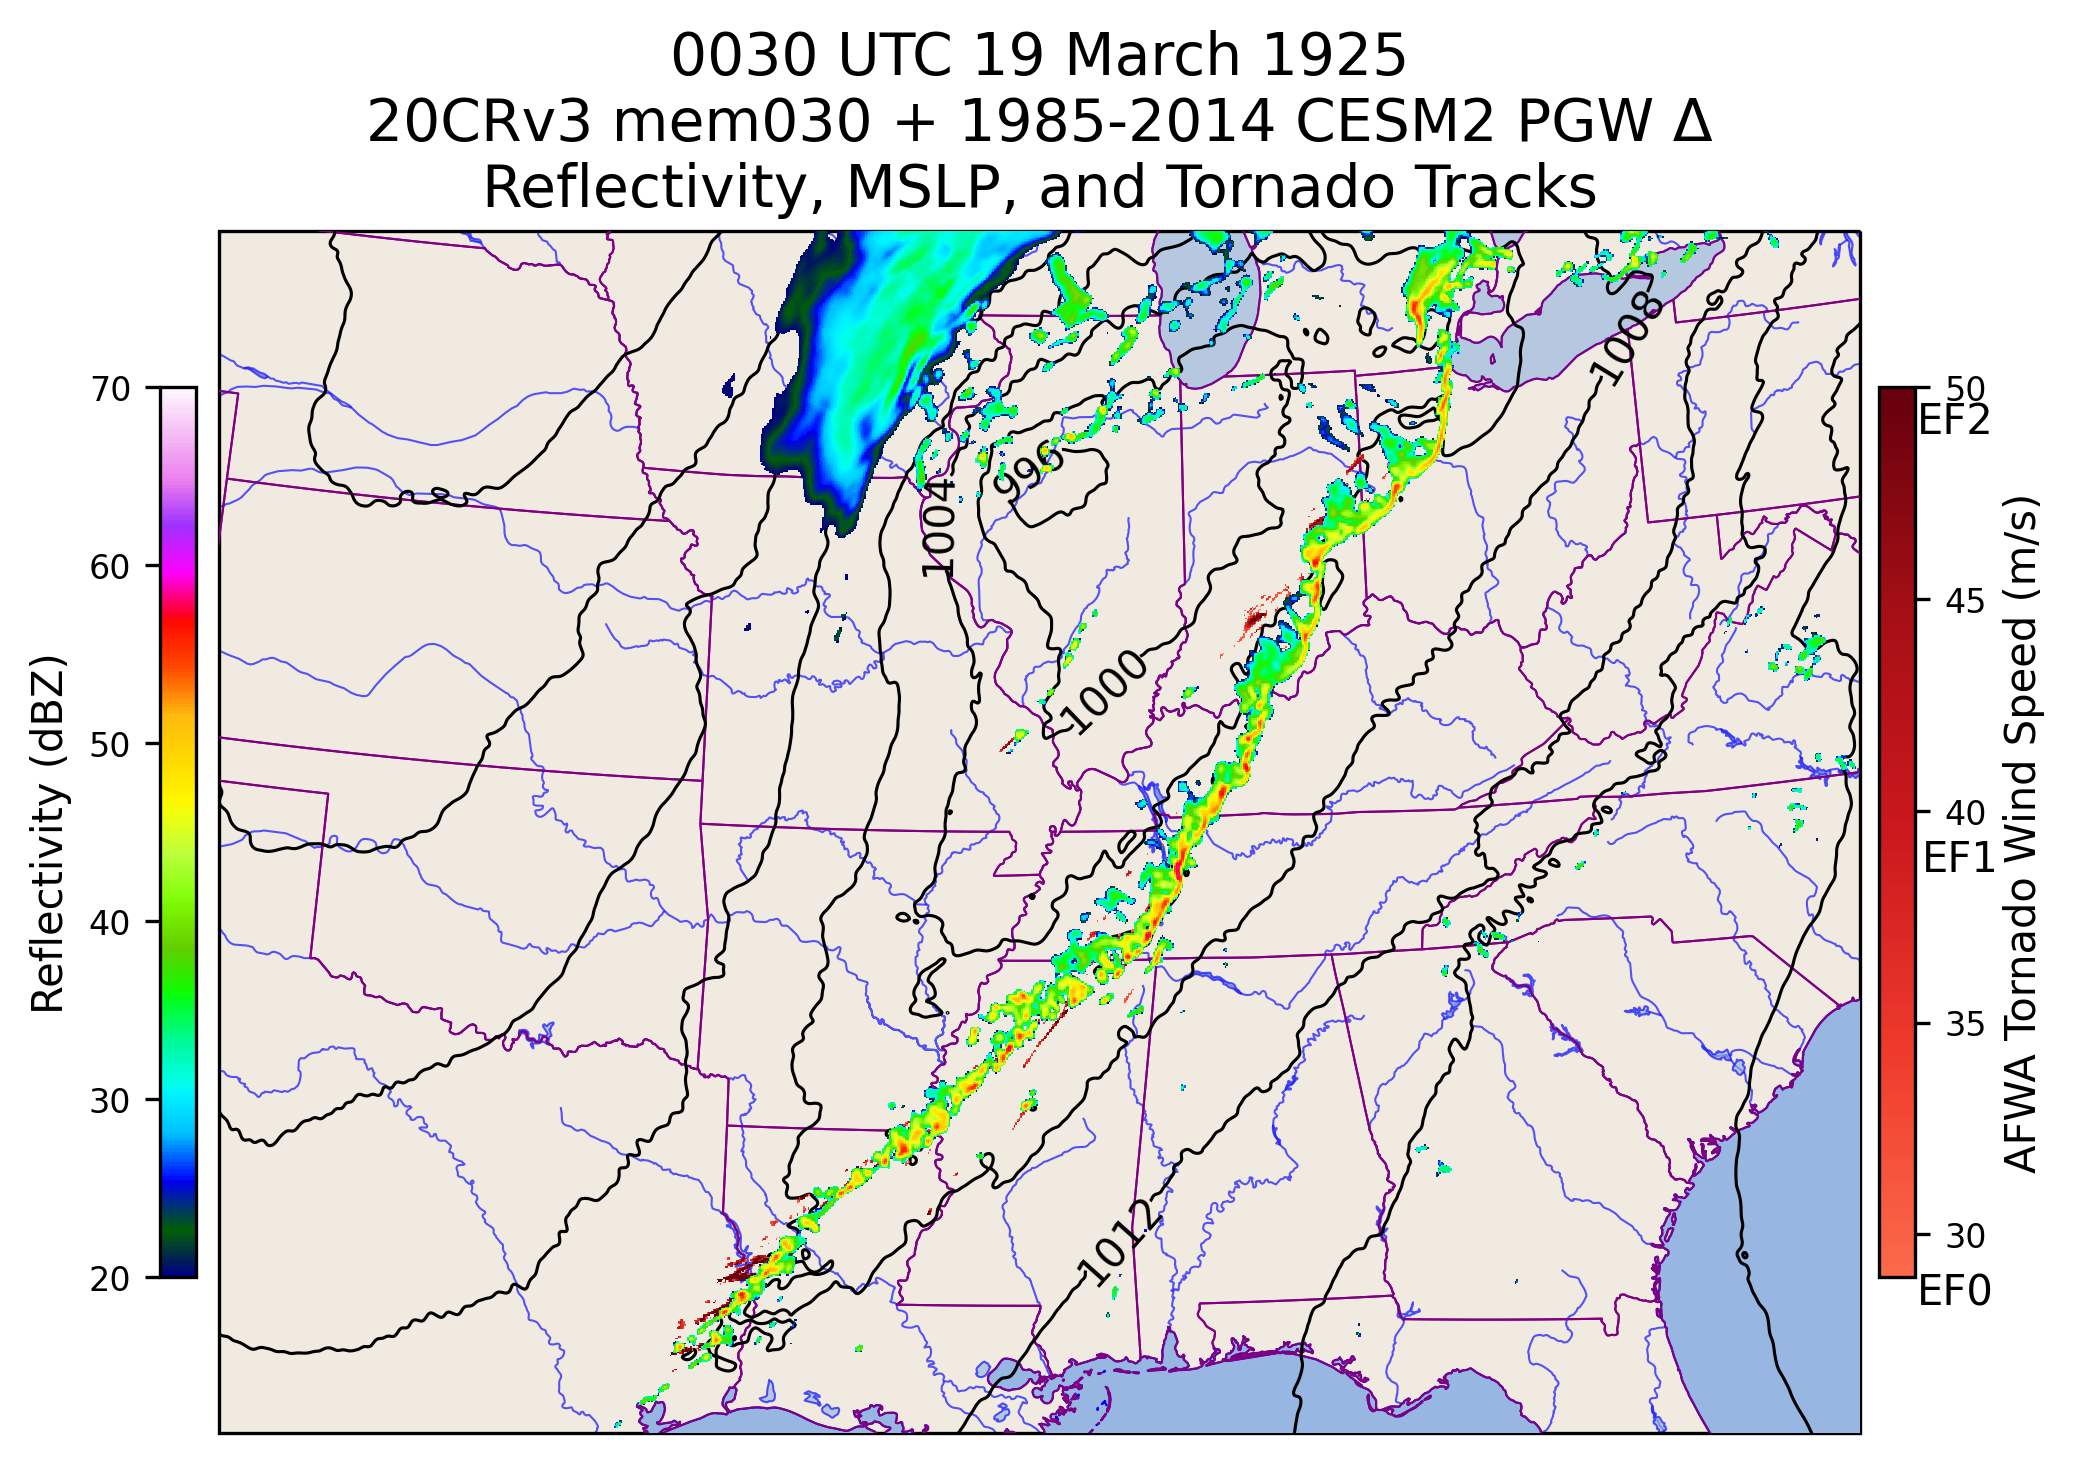 0030 UTC 19 March 1925
20CRv3 mem030 + 1985-2014 CESM2 PGW Δ
Reflectivity, MSLP, and Tornado Tracks
70
60
50
40
30
20
Reflectivity (dBZ)
1008
996
1004
1000
1012
50
EF2
45
40
EF1
35
30
EF0
AFWA Tornado Wind Speed (m/s)